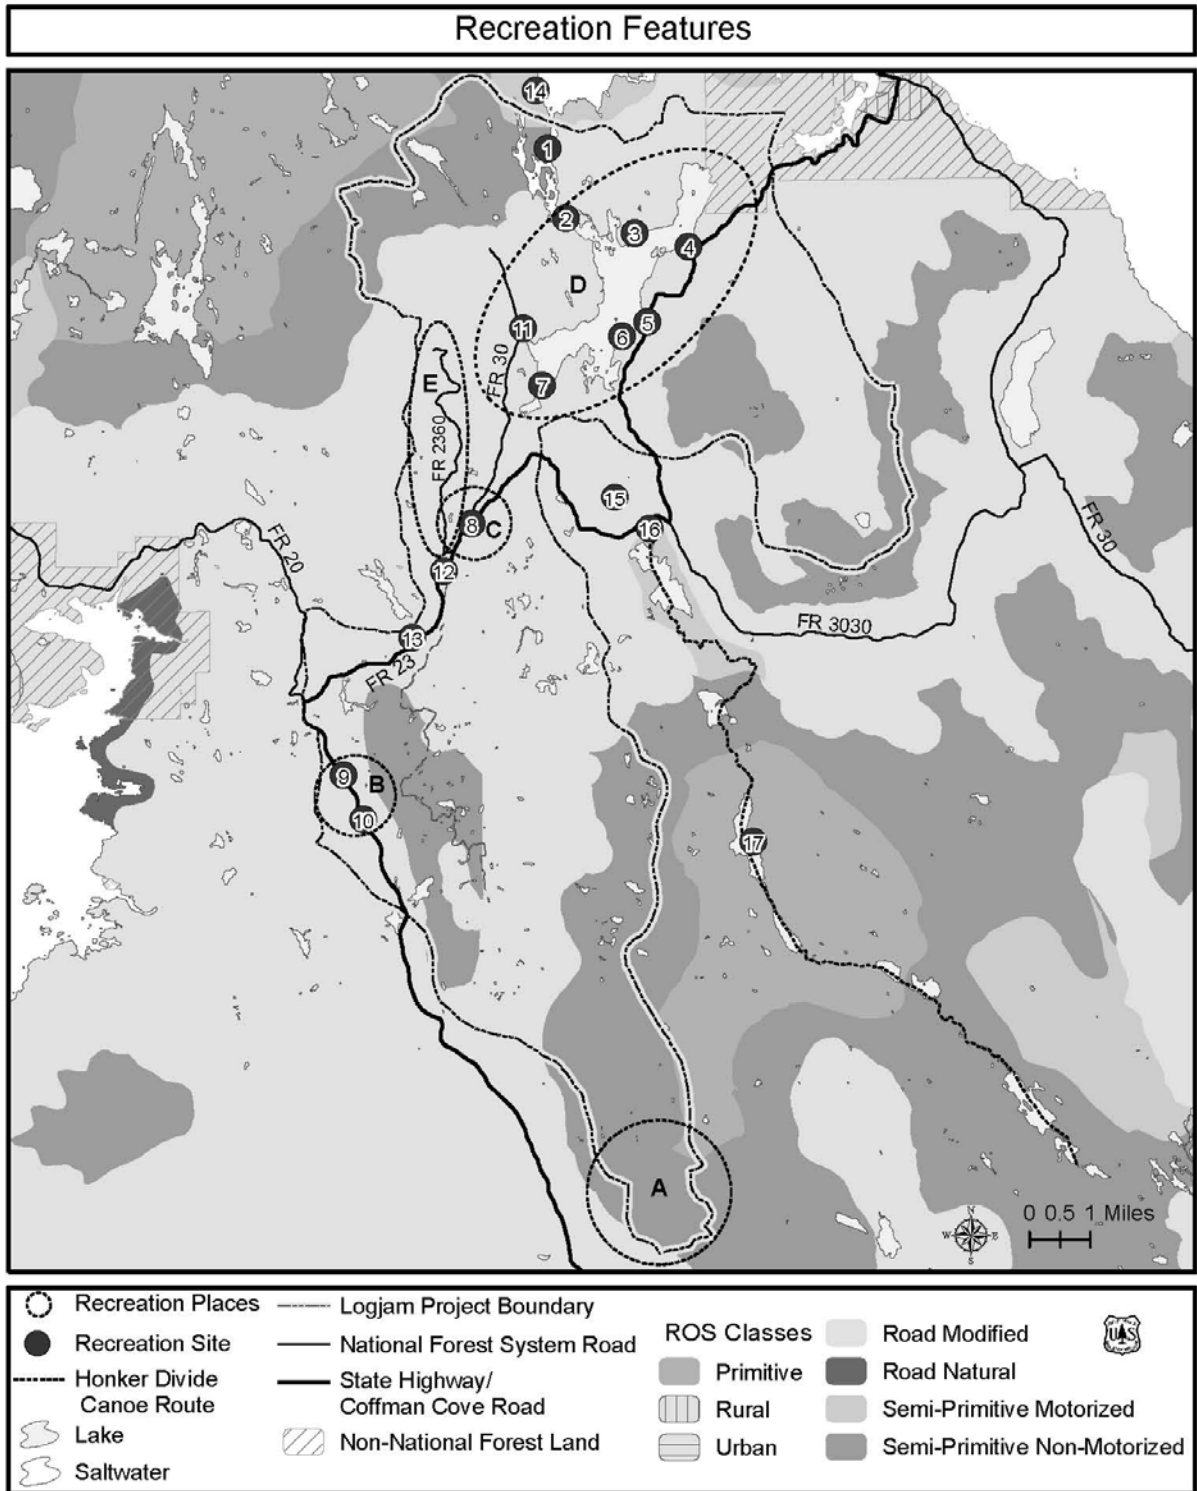 Recreation Features
14
1
2
3
4
D
5
6
11
FR 30
7
E
FR 2360
15
8
C
16
12
FR 20
FR 30
FR 3030
13
FR 23
9
B
10
17
A
N
W
E
S
0 0.5 1 Miles
Recreation Places
Recreation Site
Honker Divide
Canoe Route
Lake
Saltwater
Logjam Project Boundary
National Forest System Road
State Highway/
Coffman Cove Road
Non-National Forest Land
ROS Classes
Primitive
Rural
Urban
Road Modified
Road Natural
Semi-Primitive Motorized
Semi-Primitive Non-Motorized
U S